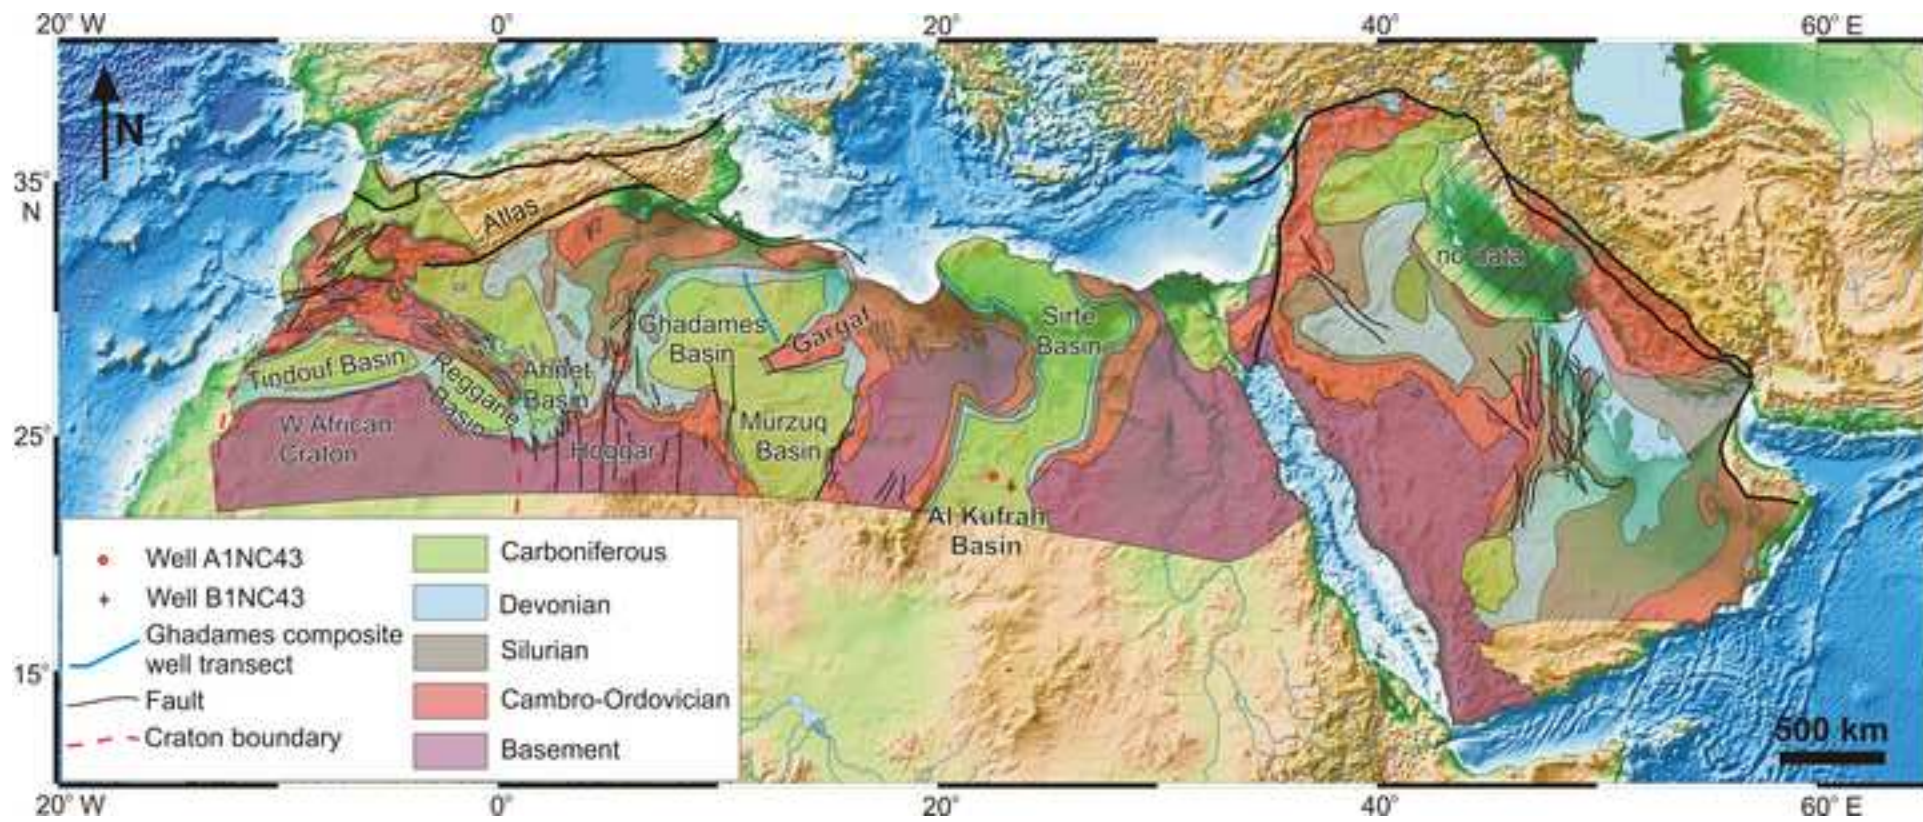 20° W
0°
20°
40°
60° E
N
35°
N
25°
15°
Atlas
no data
Ghadames
Basin
Gargaf
Sirte
Basin
Tindouf Basin
Reggane
Basin
Ahnet
Basin
W African
Craton
Hoggar
Murzuq
Basin
Al Kufrah
Basin
Well A1NC43
Well B1NC43
Ghadames composite
well transect
Fault
Craton boundary
Carboniferous
Devonian
Silurian
Cambro-Ordovician
Basement
500 km
20° W
0°
20°
40°
60° E